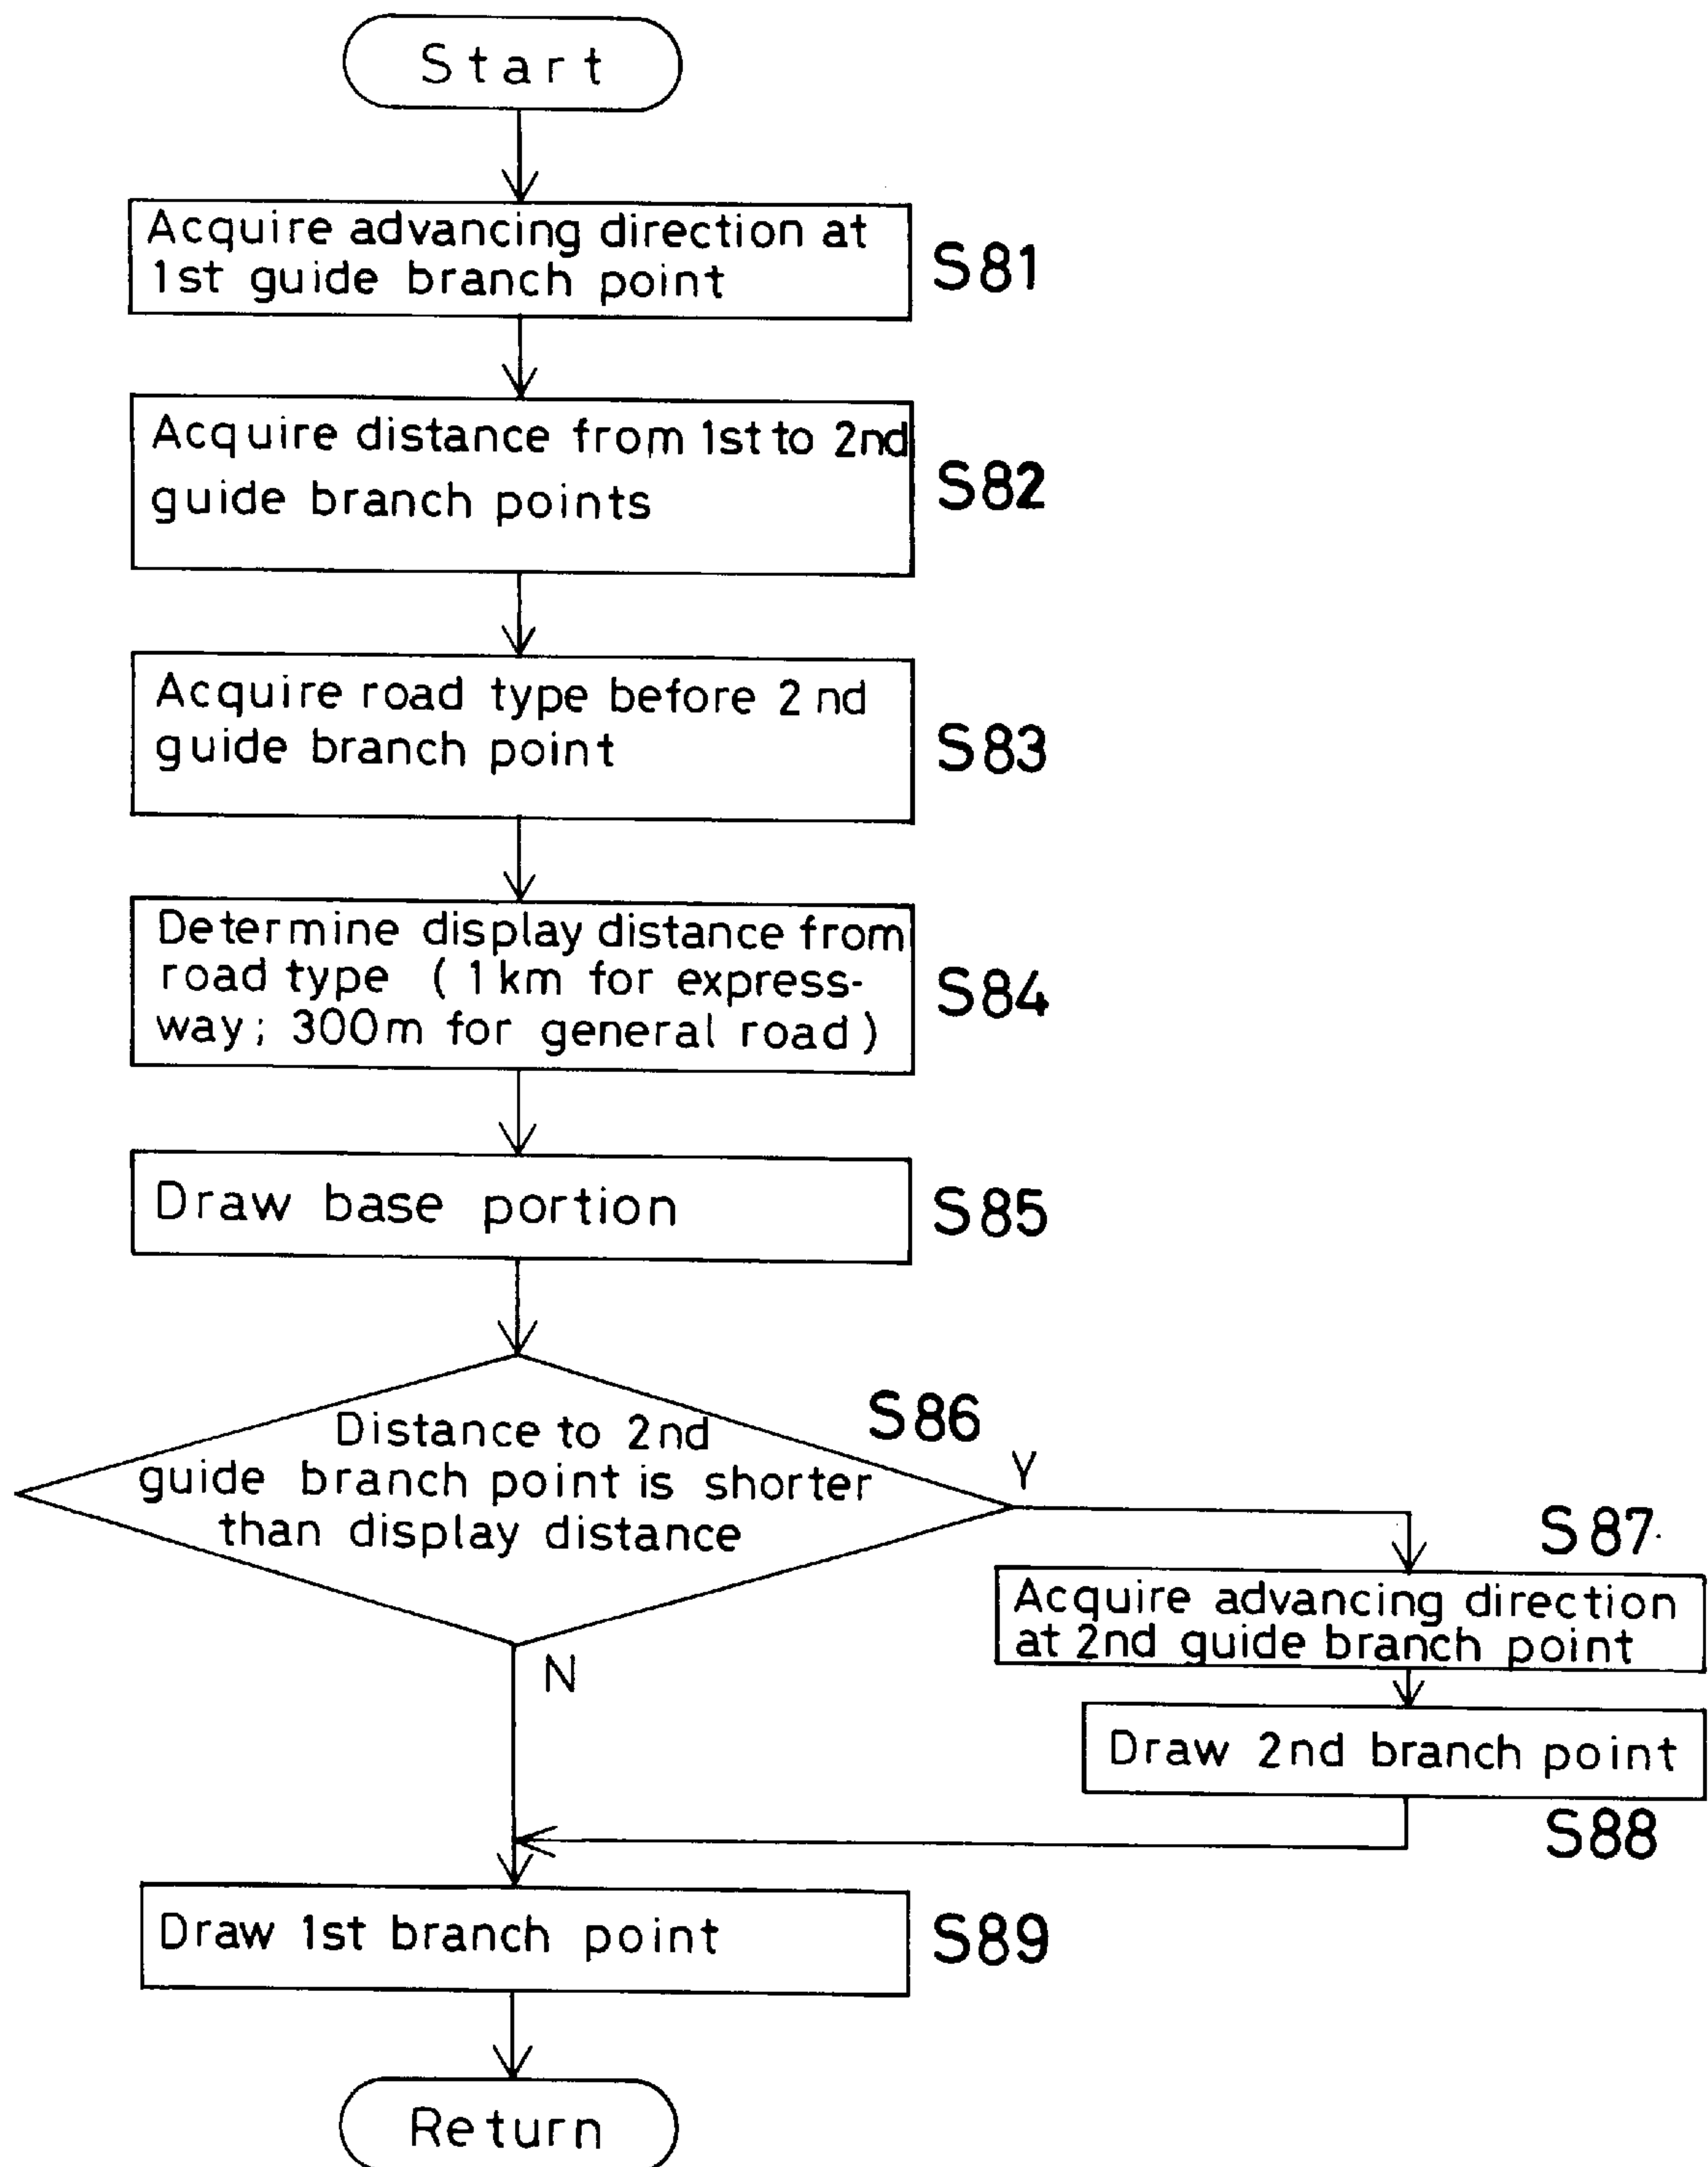 Start
Acquire advancing direction at
1st guide branch point
S81
Acquire distance from 1st to 2nd
guide branch points
S82
Acquire road type before 2nd
guide branch point
S83
Determine display distance from
road type (1km for express-
way; 300m for general road)
S84
Draw base portion
S85
Distance to 2nd
guide branch point is shorter
than display distance
S86
Y
N
S87
Acquire advancing direction
at 2nd guide branch point
Draw 2nd branch point
S88
Draw 1st branch point
S89
Return